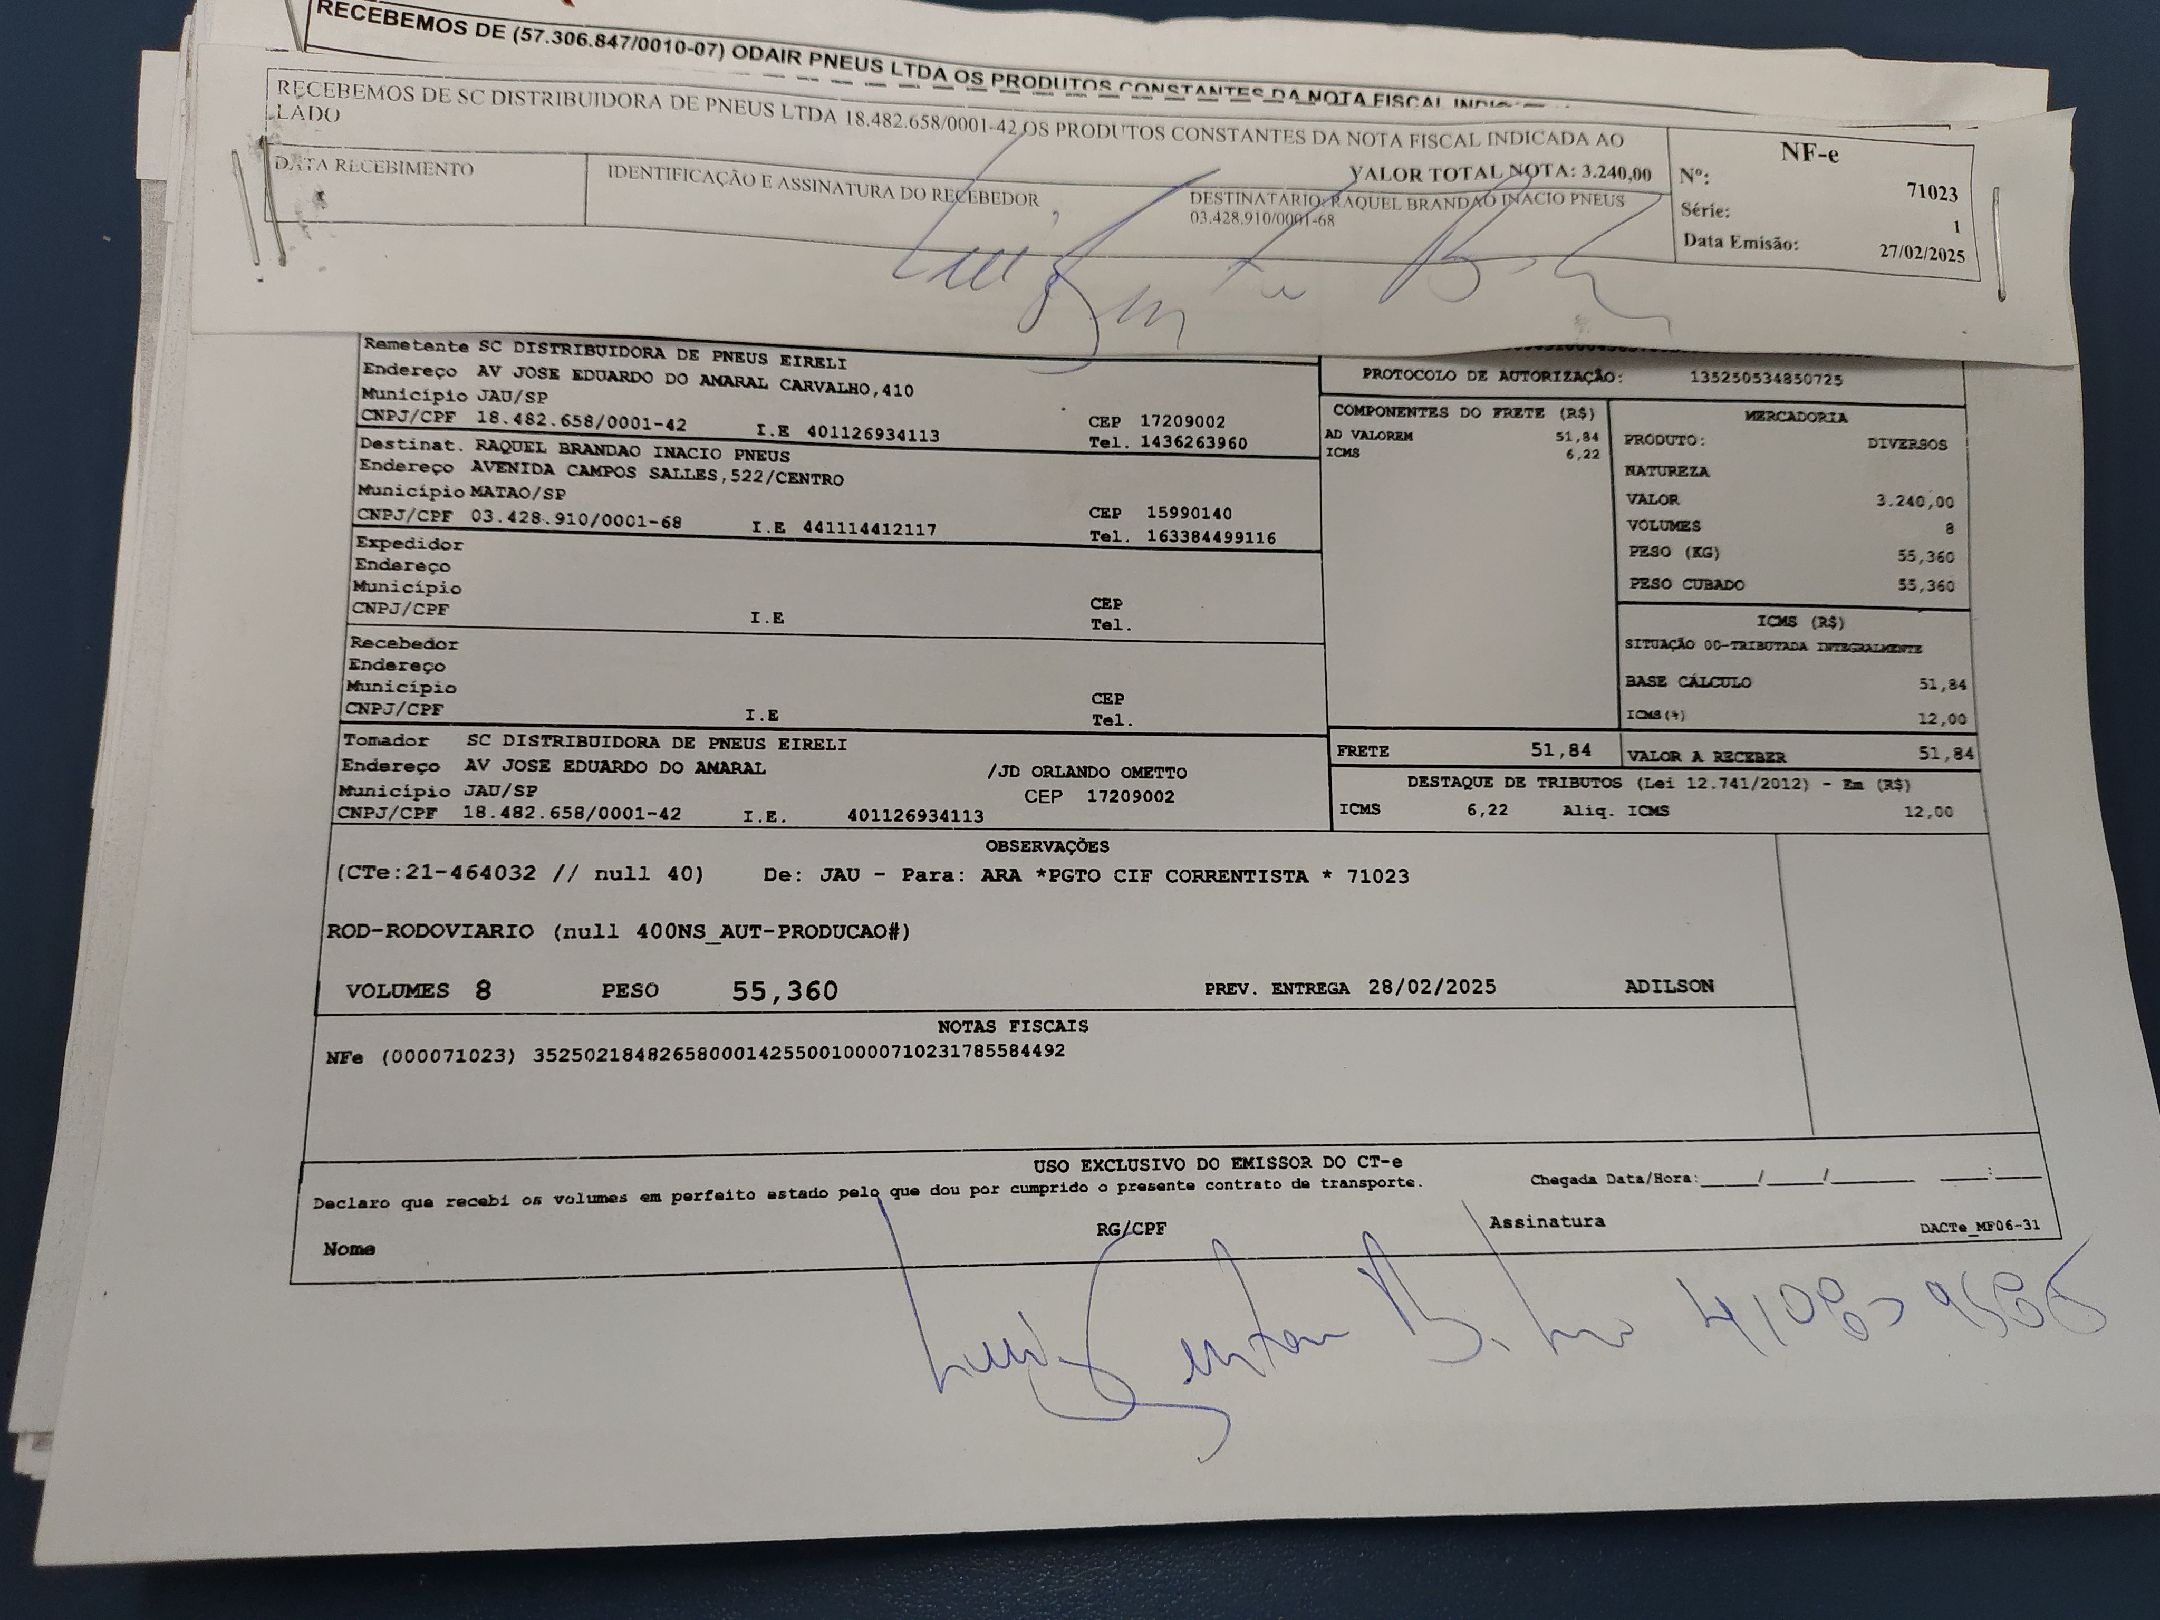 RECEBEMOS DE (57.306.847/0010-07) ODAIR PNEUS LTDA OS PRODUTOS CONSTANTES DA NOTA FISCAL
RECEBEMOS DE SC DISTRIBUIDORA DE PNEUS LTDA 18.482.658/0001-42 OS PRODUTOS CONSTANTES DA NOTA FISCAL INDICADA AO
LADO
VALOR TOTAL NOTA: 3.240,00
DATA RECEBIMENTO
IDENTIFICAÇÃO E ASSINATURA DO RECEBEDOR
DESTINATÁRIO: RAQUEL BRANDAO INACIO PNEUS
03.428.910/0001-68
NF-e
Nº: 71023
Série: 1
Data Emisão: 27/02/2025
Remetente SC DISTRIBUIDORA DE PNEUS EIRELI
Endereço AV JOSE EDUARDO DO AMARAL CARVALHO,410
Município JAU/SP CEP 17209002
CNPJ/CPF 18.482.658/0001-42 I.E 401126934113 Tel. 1436263960
Destinat. RAQUEL BRANDAO INACIO PNEUS
Endereço AVENIDA CAMPOS SALLES,522/CENTRO
Município MATAO/SP CEP 15990140
CNPJ/CPF 03.428.910/0001-68 I.E 441114412117 Tel. 163384499116
Expedidor
Endereço
Município CEP
CNPJ/CPF I.E Tel.
Recebedor
Endereço
Município CEP
CNPJ/CPF I.E Tel.
Tomador SC DISTRIBUIDORA DE PNEUS EIRELI
Endereço AV JOSE EDUARDO DO AMARAL /JD ORLANDO OMETTO
Município JAU/SP CEP 17209002
CNPJ/CPF 18.482.658/0001-42 I.E. 401126934113
PROTOCOLO DE AUTORIZAÇÃO: 135250534850725
COMPONENTES DO FRETE (R$)
AD VALOREM 51,84
ICMS 6,22
MERCADORIA
PRODUTO: DIVERSOS
NATUREZA
VALOR 3.240,00
VOLUMES 8
PESO (KG) 55,360
PESO CUBADO 55,360
ICMS (R$)
SITUAÇÃO 00-TRIBUTADA INTEGRALMENTE
BASE CÁLCULO 51,84
ICMS(%) 12,00
FRETE 51,84 VALOR A RECEBER 51,84
DESTAQUE DE TRIBUTOS (Lei 12.741/2012) - Em (R$)
ICMS 6,22 Aliq. ICMS 12,00
OBSERVAÇÕES
(CTe:21-464032 // null 40) De: JAU - Para: ARA *PGTO CIF CORRENTISTA * 71023
ROD-RODOVIARIO (null 400NS_AUT-PRODUCAO#)
VOLUMES 8 PESO 55,360 PREV. ENTREGA 28/02/2025 ADILSON
NOTAS FISCAIS
NFe (000071023) 35250218482658000142550010000710231785584492
USO EXCLUSIVO DO EMISSOR DO CT-e
Declaro que recebi os volumes em perfeito estado pelo que dou por cumprido o presente contrato de transporte. Chegada Data/Hora:____/____/______ ____:____
Nome RG/CPF Assinatura DACTe_MF06-31